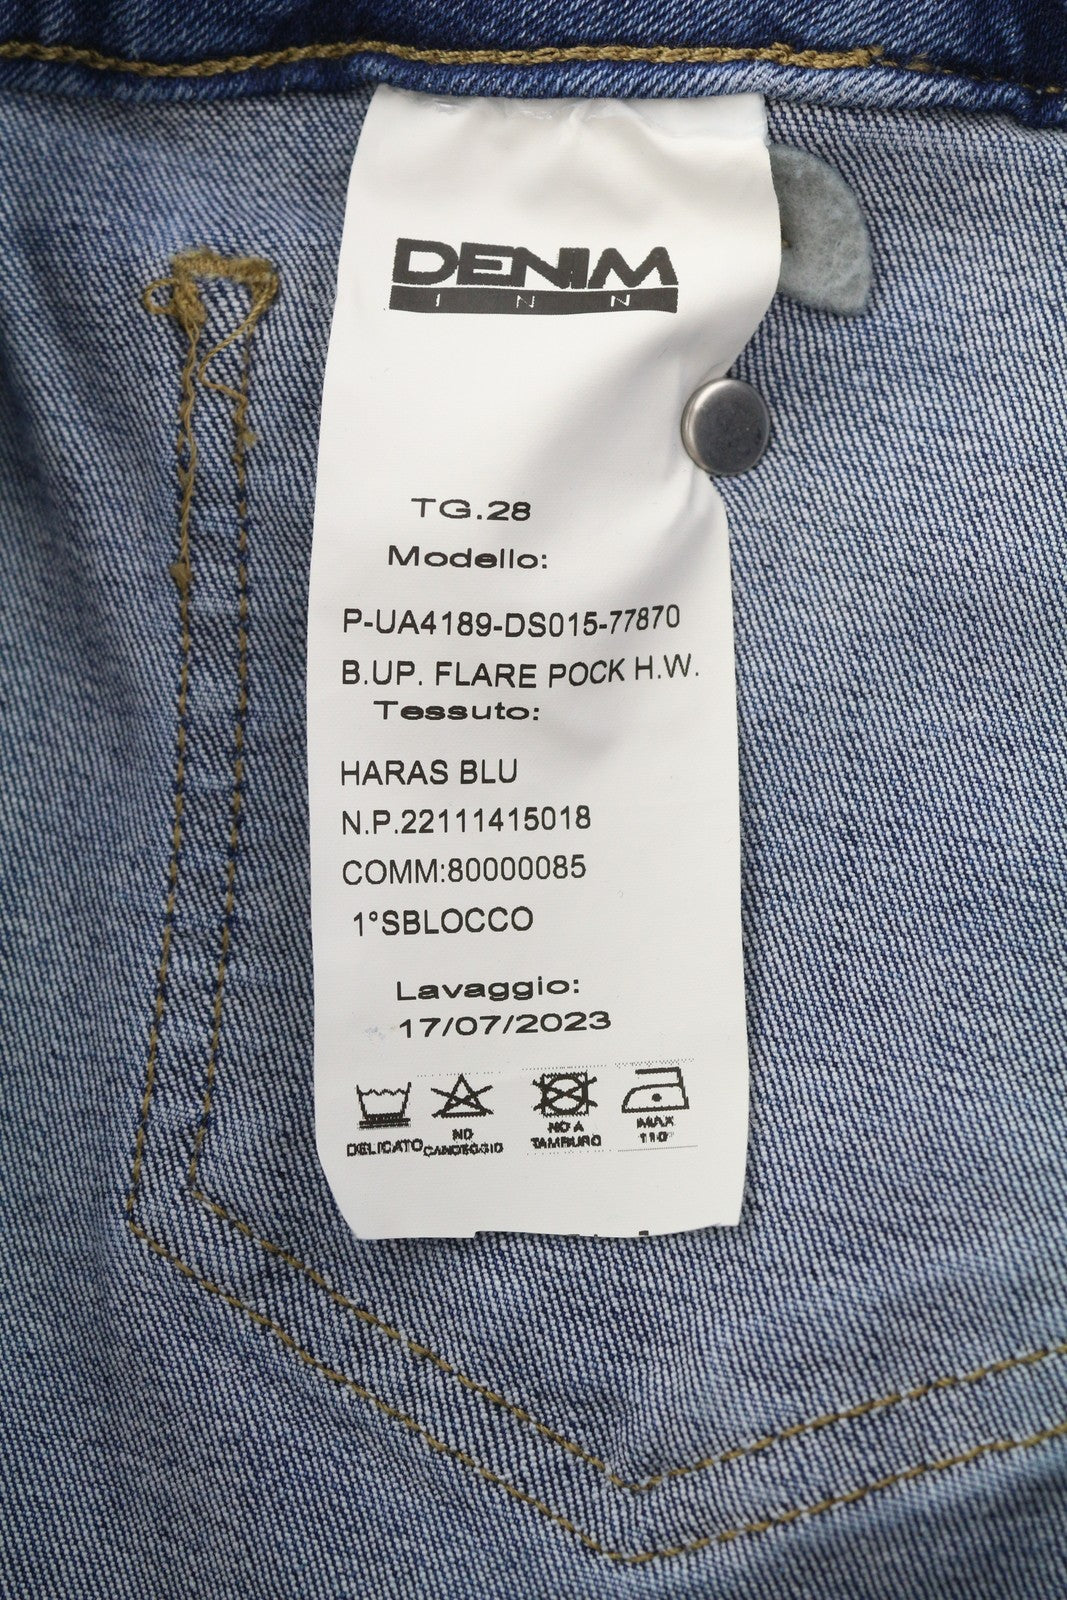 DENIM
INN
TG.28
Modello:
P-UA4189-DS015-77870
B.UP. FLARE POCK H.W.
Tessuto:
HARAS BLU
N.P.22111415018
COMM:80000085
1°SBLOCCO
Lavaggio:
17/07/2023
DELICATO NO CANDEGGIO NO A TAMBURO MAX 110°